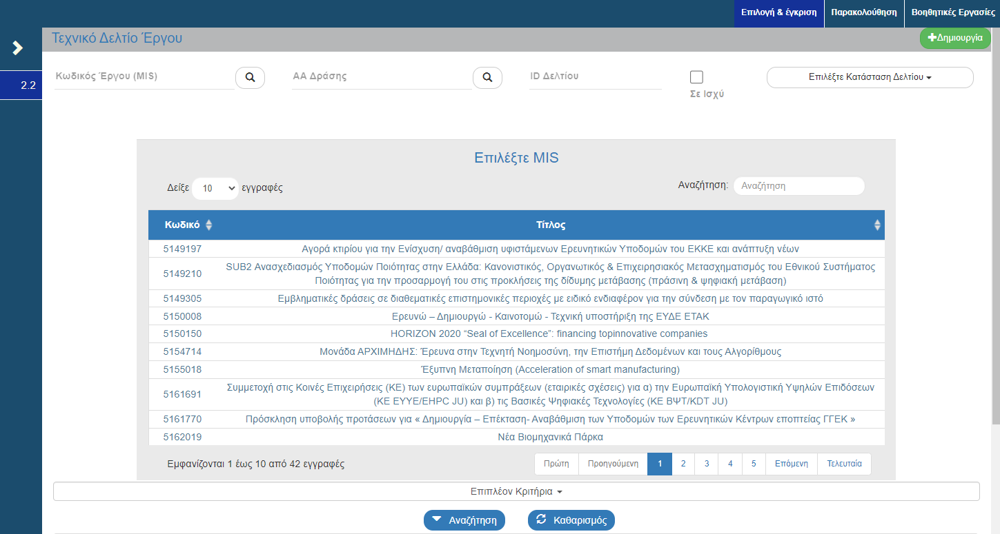 Επιλογή & έγκριση Παρακολούθηση Βοηθητικές Εργασίες
Τεχνικό Δελτίο Έργου
Δημιουργία
2.2
Κωδικός Έργου (MIS) ΑΑ Δράσης ID Δελτίου Σε Ισχύ Επιλέξτε Κατάσταση Δελτίου
Επιλέξτε MIS
Δείξε 10 εγγραφές Αναζήτηση: Αναζήτηση
Κωδικό Τίτλος
5149197 Αγορά κτιρίου για την Ενίσχυση/ αναβάθμιση υφιστάμενων Ερευνητικών Υποδομών του ΕΚΚΕ και ανάπτυξη νέων
5149210 SUB2 Ανασχεδιασμός Υποδομών Ποιότητας στην Ελλάδα: Κανονιστικός, Οργανωτικός & Επιχειρησιακός Μετασχηματισμός του Εθνικού Συστήματος
Ποιότητας για την προσαρμογή του στις προκλήσεις της δίδυμης μετάβασης (πράσινη & ψηφιακή μετάβαση)
5149305 Εμβληματικές δράσεις σε διαθεματικές επιστημονικές περιοχές με ειδικό ενδιαφέρον για την σύνδεση με τον παραγωγικό ιστό
5150008 Ερευνώ – Δημιουργώ - Καινοτομώ - Τεχνική υποστήριξη της ΕΥΔΕ ΕΤΑΚ
5150150 HORIZON 2020 “Seal of Excellence”: financing topinnovative companies
5154714 Μονάδα ΑΡΧΙΜΗΔΗΣ: Έρευνα στην Τεχνητή Νοημοσύνη, την Επιστήμη Δεδομένων και τους Αλγορίθμους
5155018 Έξυπνη Μεταποίηση (Acceleration of smart manufacturing)
5161691 Συμμετοχή στις Κοινές Επιχειρήσεις (ΚΕ) των ευρωπαϊκών συμπράξεων (εταιρικές σχέσεις) για α) την Ευρωπαϊκή Υπολογιστική Υψηλών Επιδόσεων
(ΚΕ ΕΥΥΕ/EHPC JU) και β) τις Βασικές Ψηφιακές Τεχνολογίες (ΚΕ ΒΨΤ/KDT JU)
5161770 Πρόσκληση υποβολής προτάσεων για « Δημιουργία – Επέκταση- Αναβάθμιση των Υποδομών των Ερευνητικών Κέντρων εποπτείας ΓΓΕΚ »
5162019 Νέα Βιομηχανικά Πάρκα
Εμφανίζονται 1 έως 10 από 42 εγγραφές Πρώτη Προηγούμενη 1 2 3 4 5 Επόμενη Τελευταία
Επιπλέον Κριτήρια
Αναζήτηση Καθαρισμός